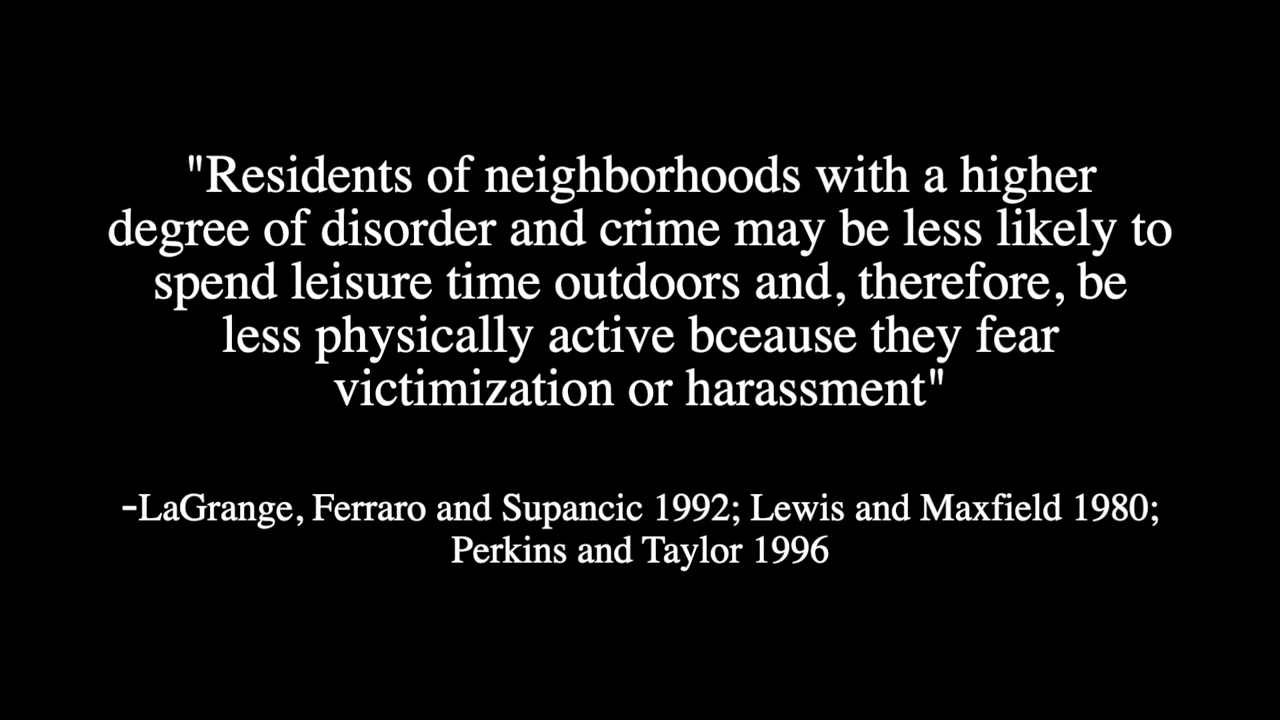 "Residents of neighborhoods with a higher
degree of disorder and crime may be less likely to
spend leisure time outdoors and, therefore, be
less physically active bceause they fear
victimization or harassment"
-LaGrange, Ferraro and Supancic 1992; Lewis and Maxfield 1980;
Perkins and Taylor 1996